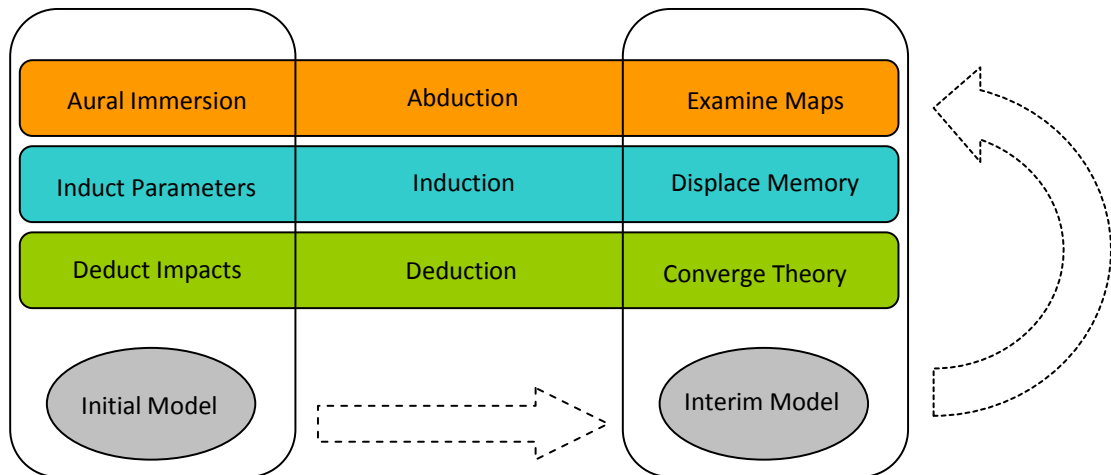 Aural Immersion
Abduction
Examine Maps
Induct Parameters
Induction
Displace Memory
Deduct Impacts
Deduction
Converge Theory
Initial Model
Interim Model